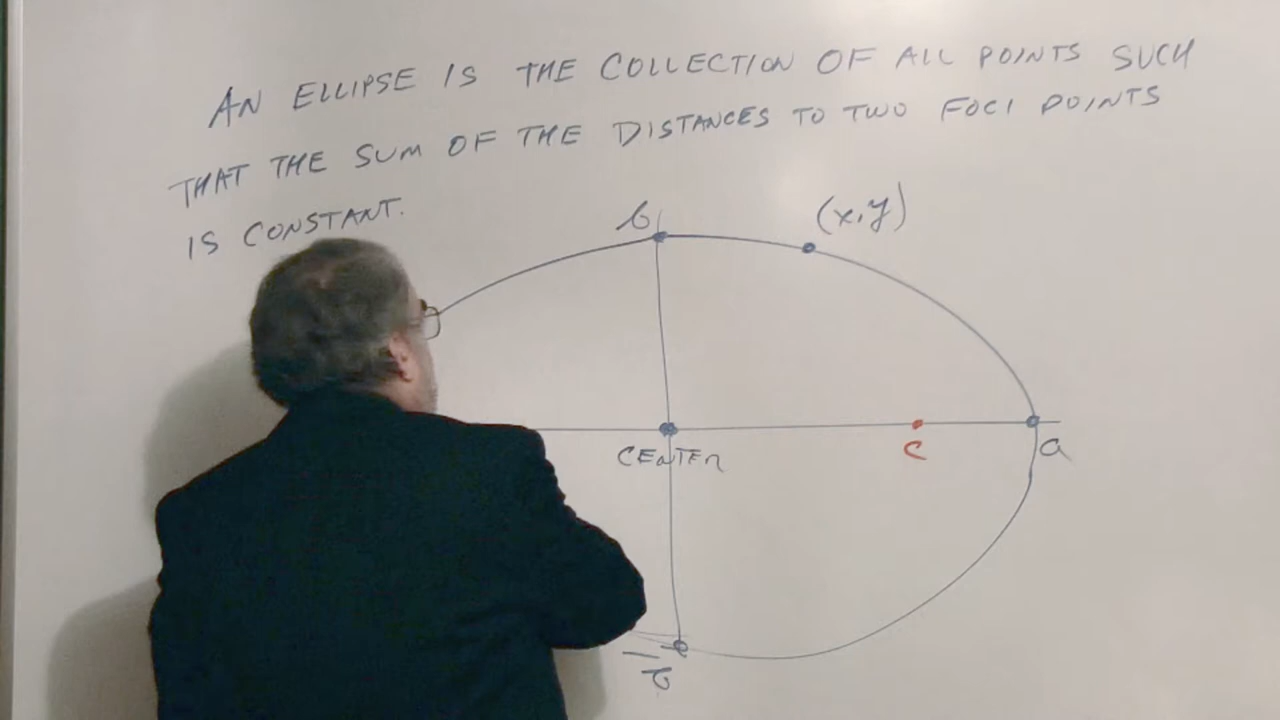 AN ELLIPSE IS THE COLLECTION OF ALL POINTS SUCH
THAT THE SUM OF THE DISTANCES TO TWO FOCI POINTS
IS CONSTANT.
b
(x,y)
CENTER
c
a
-b